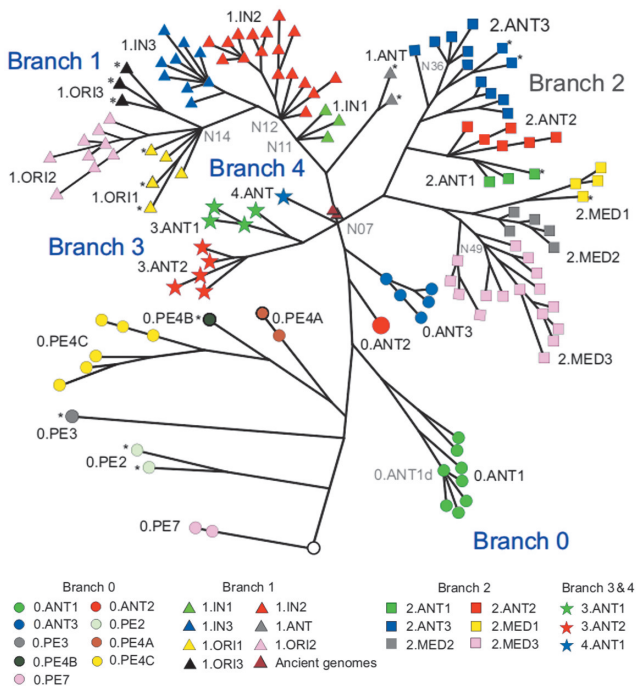 1.IN2
2.ANT3
1.IN3
*
Branch 1
1.ANT
N36
*
*
*
*
*
Branch 2
1.ORI3
*
*
1.IN1
N12
2.ANT2
N14
N11
*
1.ORI2
Branch 4
2.ANT1
*
1.ORI1
*
4.ANT
2.MED1
*
*
3.ANT1
N07
Branch 3
N49
2.MED2
3.ANT2
0.PE4B
*
0.PE4A
0.ANT3
0.PE4C
0.ANT2
2.MED3
*
0.PE3
*
0.PE2
*
0.ANT1d
0.ANT1
0.PE7
Branch 0
Branch 0
Branch 1
Branch 2
Branch 3 & 4
0.ANT1 0.ANT2 1.IN1 1.IN2 2.ANT1 2.ANT2 3.ANT1
0.ANT3 0.PE2 1.IN3 1.ANT 2.ANT3 2.MED1 3.ANT2
0.PE3 0.PE4A 1.ORI1 1.ORI2 2.MED2 2.MED3 4.ANT1
0.PE4B 0.PE4C 1.ORI3 Ancient genomes
0.PE7